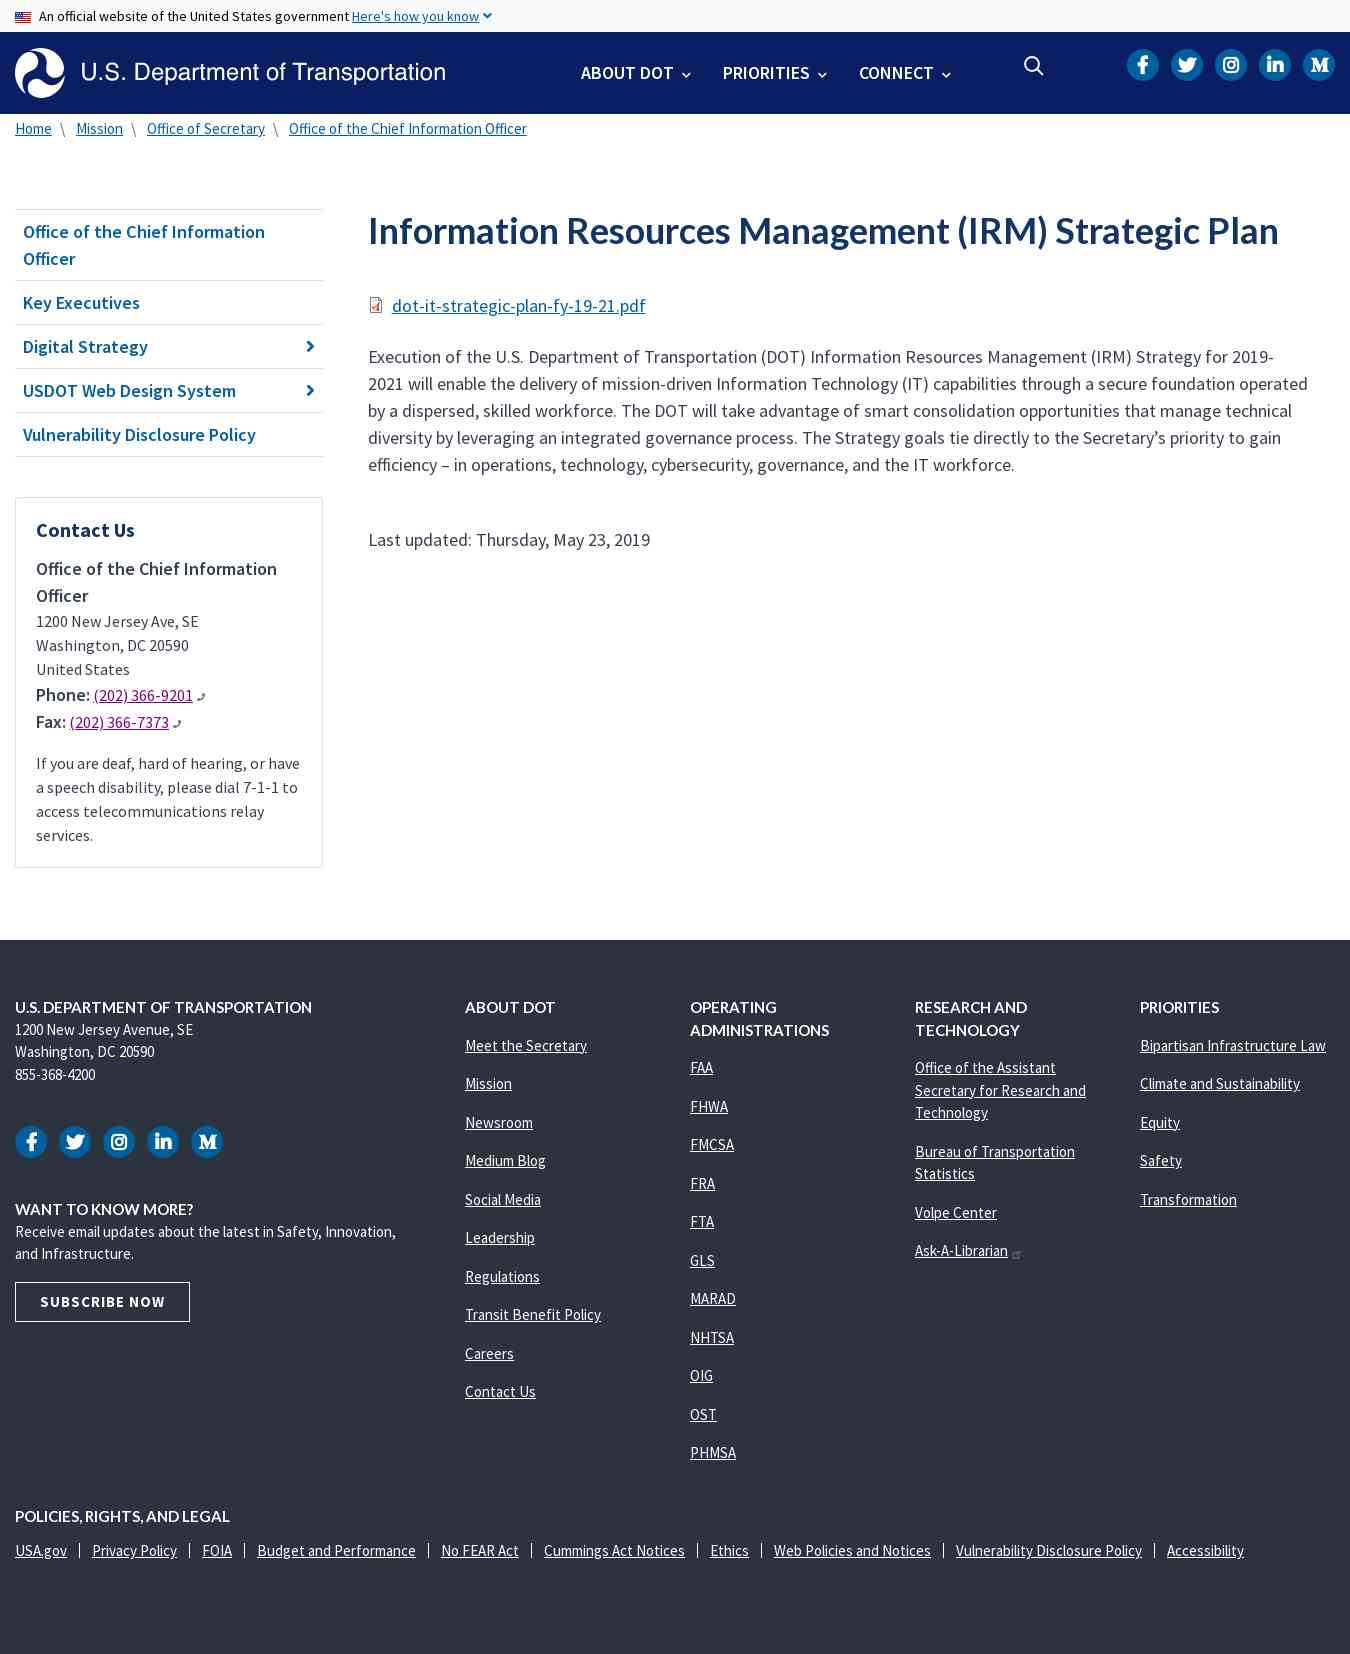 An official website of the United States government Here's how you know
U.S. Department of Transportation
ABOUT DOT
PRIORITIES
CONNECT
Home \ Mission \ Office of Secretary \ Office of the Chief Information Officer
Office of the Chief Information
Officer
Key Executives
Digital Strategy
USDOT Web Design System
Vulnerability Disclosure Policy
Contact Us
Office of the Chief Information
Officer
1200 New Jersey Ave, SE
Washington, DC 20590
United States
Phone: (202) 366-9201
Fax: (202) 366-7373
If you are deaf, hard of hearing, or have
a speech disability, please dial 7-1-1 to
access telecommunications relay
services.
Information Resources Management (IRM) Strategic Plan
dot-it-strategic-plan-fy-19-21.pdf
Execution of the U.S. Department of Transportation (DOT) Information Resources Management (IRM) Strategy for 2019-
2021 will enable the delivery of mission-driven Information Technology (IT) capabilities through a secure foundation operated
by a dispersed, skilled workforce. The DOT will take advantage of smart consolidation opportunities that manage technical
diversity by leveraging an integrated governance process. The Strategy goals tie directly to the Secretary’s priority to gain
efficiency – in operations, technology, cybersecurity, governance, and the IT workforce.
Last updated: Thursday, May 23, 2019
U.S. DEPARTMENT OF TRANSPORTATION
1200 New Jersey Avenue, SE
Washington, DC 20590
855-368-4200
WANT TO KNOW MORE?
Receive email updates about the latest in Safety, Innovation,
and Infrastructure.
SUBSCRIBE NOW
ABOUT DOT
Meet the Secretary
Mission
Newsroom
Medium Blog
Social Media
Leadership
Regulations
Transit Benefit Policy
Careers
Contact Us
OPERATING
ADMINISTRATIONS
FAA
FHWA
FMCSA
FRA
FTA
GLS
MARAD
NHTSA
OIG
OST
PHMSA
RESEARCH AND
TECHNOLOGY
Office of the Assistant
Secretary for Research and
Technology
Bureau of Transportation
Statistics
Volpe Center
Ask-A-Librarian
PRIORITIES
Bipartisan Infrastructure Law
Climate and Sustainability
Equity
Safety
Transformation
POLICIES, RIGHTS, AND LEGAL
USA.gov | Privacy Policy | FOIA | Budget and Performance | No FEAR Act | Cummings Act Notices | Ethics | Web Policies and Notices | Vulnerability Disclosure Policy | Accessibility